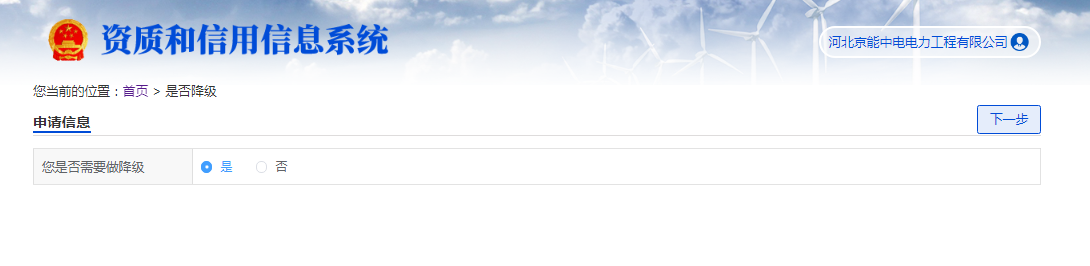 资质和信用信息系统
河北京能中电电力工程有限公司
您当前的位置：首页 > 是否降级
申请信息
下一步
您是否需要做降级 是 否